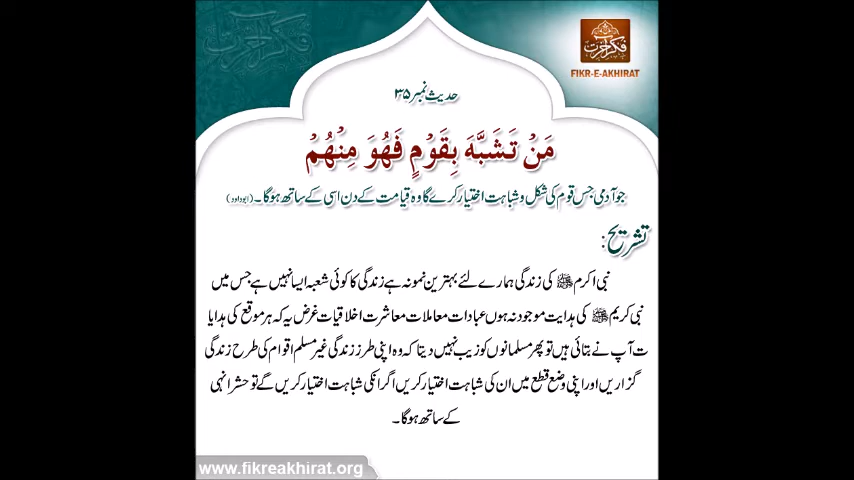 فکر آخرت
فکر آخرت
FIKR-E-AKHIRAT
حدیث نمبر ۳۵
مَنْ تَشَبَّهَ بِقَوْمٍ فَهُوَ مِنْهُمْ
جو آدمی جس قوم کی شکل و شباہت اختیار کرے گا وہ قیامت کے دن اسی کے ساتھ ہوگا۔ (ابوداود)
تشریح:
نبی اکرم ﷺ کی زندگی ہمارے لئے بہترین نمونہ ہے زندگی کا کوئی شعبہ ایسا نہیں ہے جس میں
نبی کریم ﷺ کی ہدایت موجود نہ ہوں عبادات معاملات معاشرت اخلاقیات غرض یہ کہ ہر موقع کی ہدایا
ت آپ نے بتائی ہیں تو پھر مسلمانوں کو زیب نہیں دیتا کہ وہ اپنی طرز زندگی غیر مسلم اقوام کی طرح زندگی
گزاریں اور اپنی وضع قطع میں ان کی شباہت اختیار کریں اگر انکی شباہت اختیار کریں گے تو حشر انہی
کے ساتھ ہوگا۔
www.fikreakhirat.org